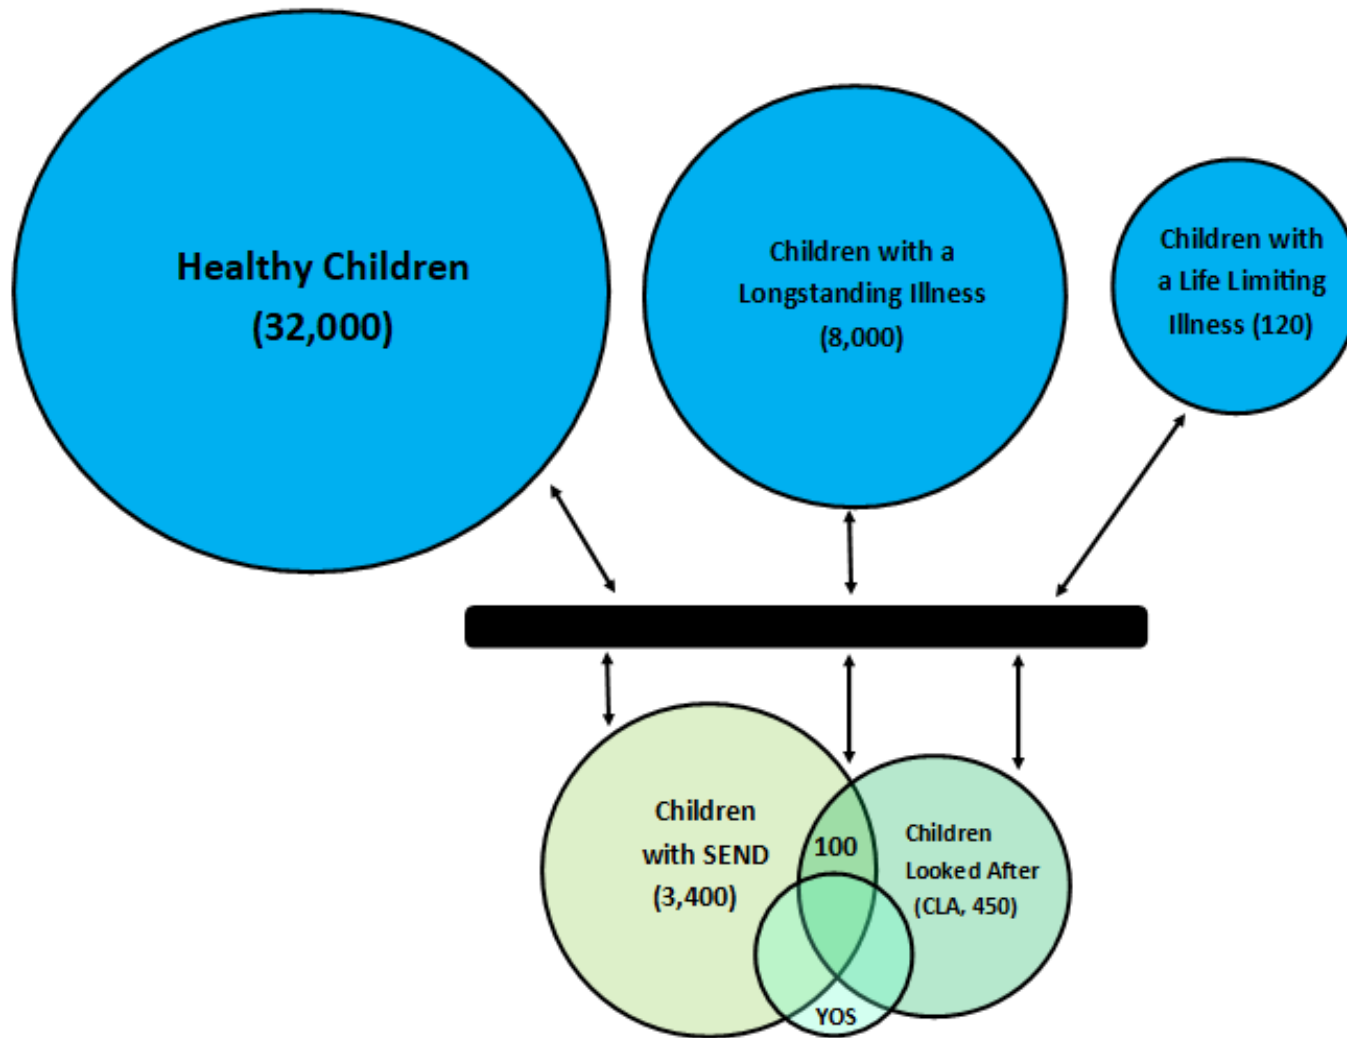 Healthy Children
(32,000)
Children with a
Longstanding Illness
(8,000)
Children with
a Life Limiting
Illness (120)
Children
with SEND
(3,400)
100
Children
Looked After
(CLA, 450)
YOS